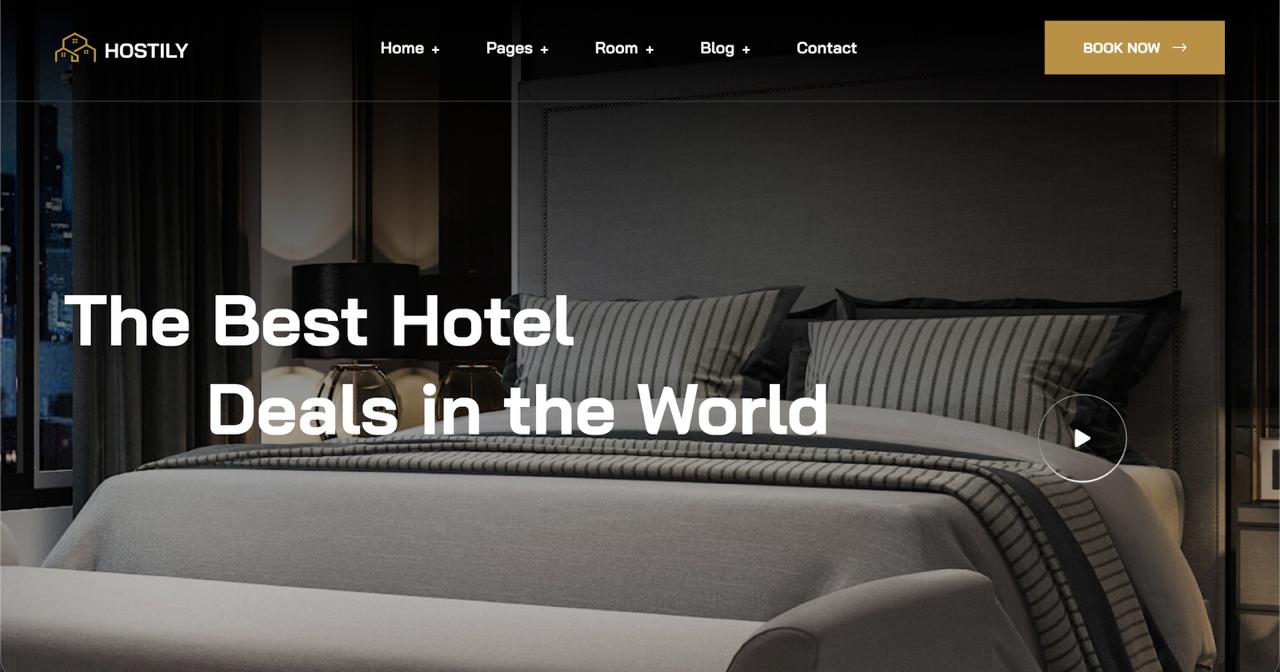 HOSTILY
Home +
Pages +
Room +
Blog +
Contact
BOOK NOW →
The Best Hotel
Deals in the World